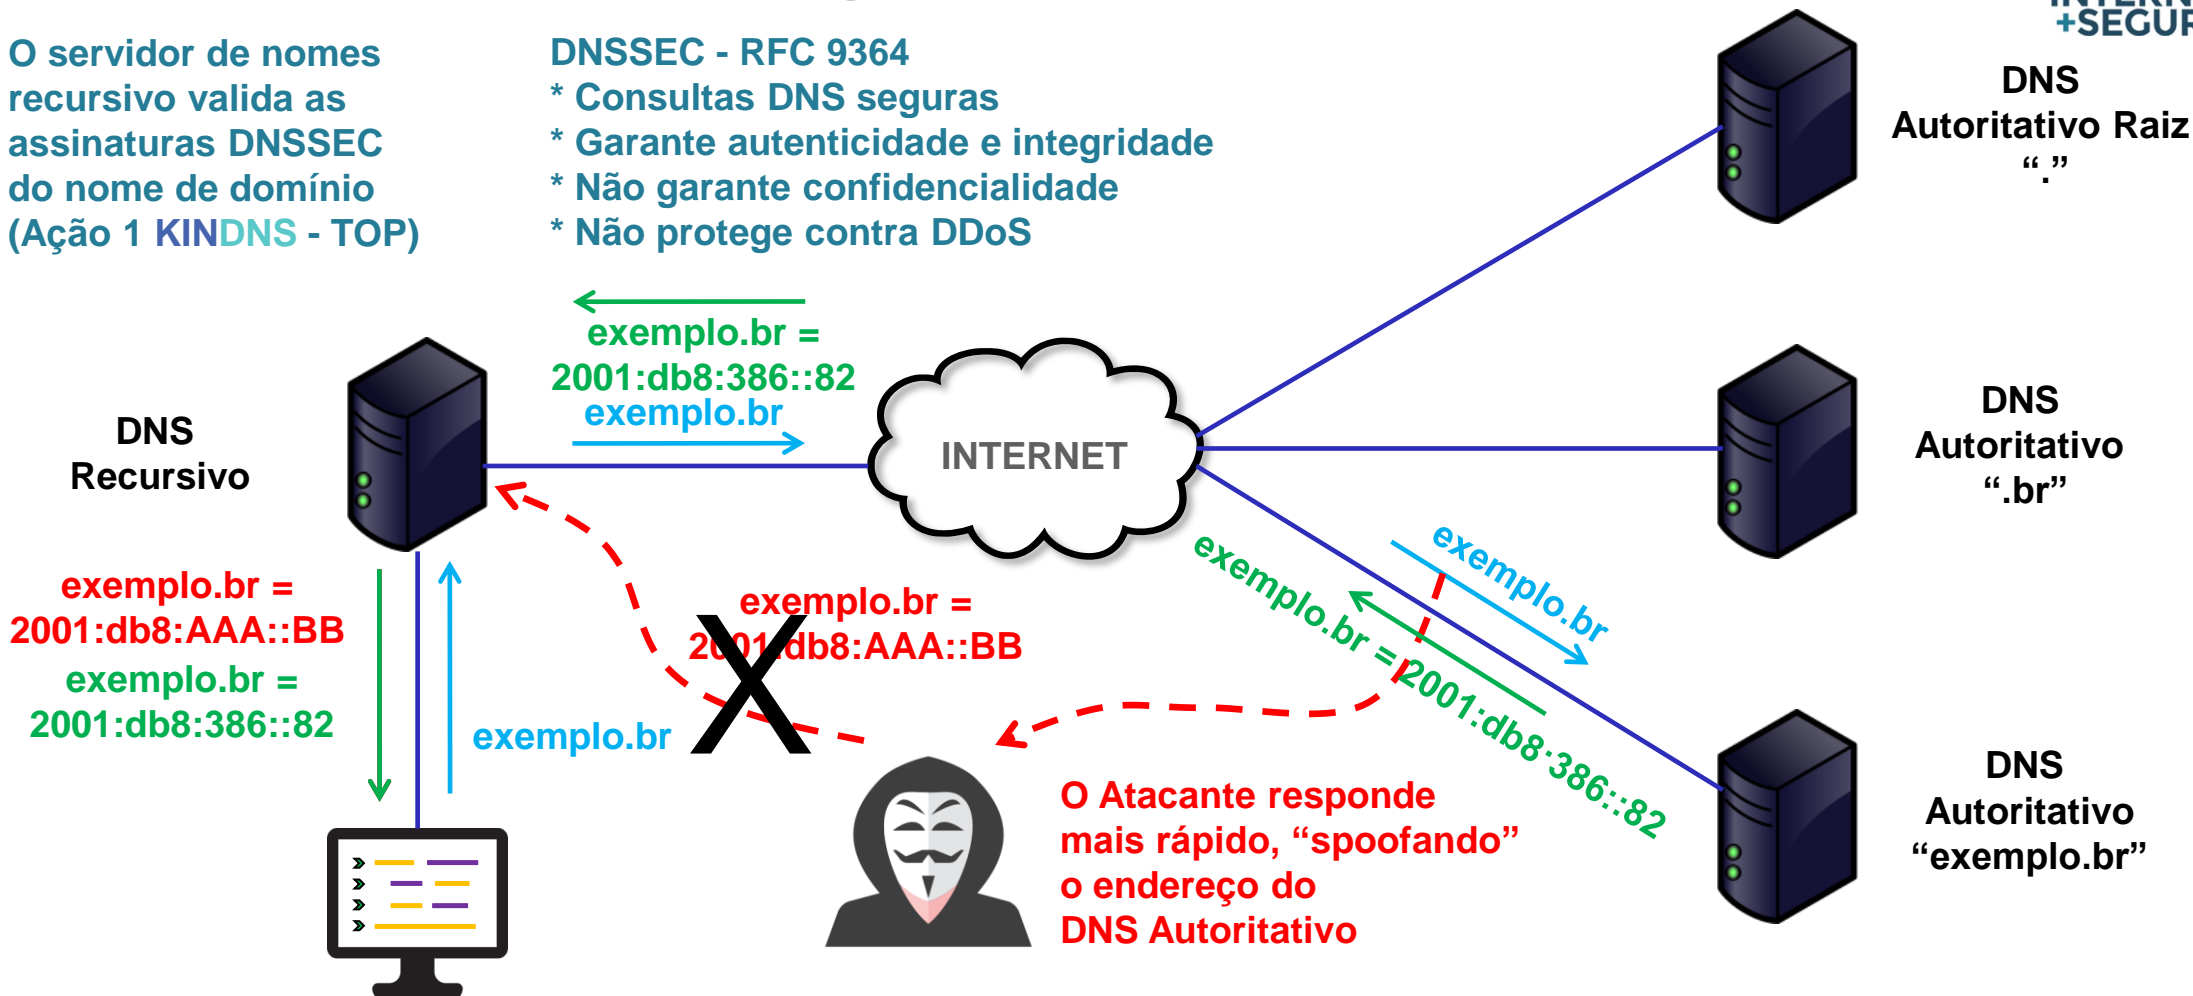 +SEGUR
O servidor de nomes
recursivo valida as
assinaturas DNSSEC
do nome de domínio
(Ação 1 KINDNS - TOP)
DNSSEC - RFC 9364
* Consultas DNS seguras
* Garante autenticidade e integridade
* Não garante confidencialidade
* Não protege contra DDoS
DNS
Autoritativo Raiz
“.”
exemplo.br =
2001:db8:386::82
exemplo.br
DNS
Recursivo
INTERNET
DNS
Autoritativo
“.br”
exemplo.br
exemplo.br = 2001:db8:386::82
exemplo.br =
2001:db8:AAA::BB
exemplo.br =
2001:db8:386::82
exemplo.br
exemplo.br =
2001:db8:AAA::BB
O Atacante responde
mais rápido, “spoofando”
o endereço do
DNS Autoritativo
DNS
Autoritativo
“exemplo.br”